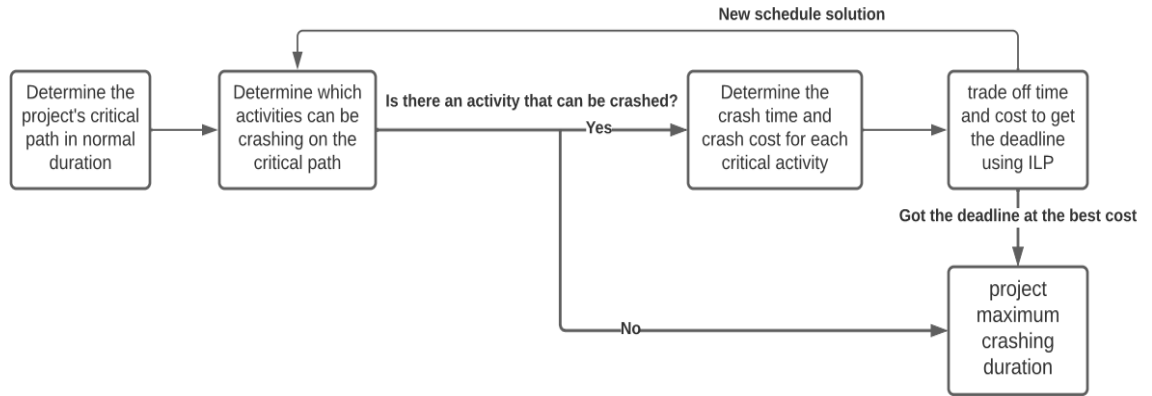 New schedule solution
Determine the
project's critical
path in normal
duration
Determine which
activities can be
crashing on the
critical path
Is there an activity that can be crashed?
Yes
Determine the
crash time and
crash cost for each
critical activity
trade off time
and cost to get
the deadline
using ILP
Got the deadline at the best cost
No
project
maximum
crashing
duration